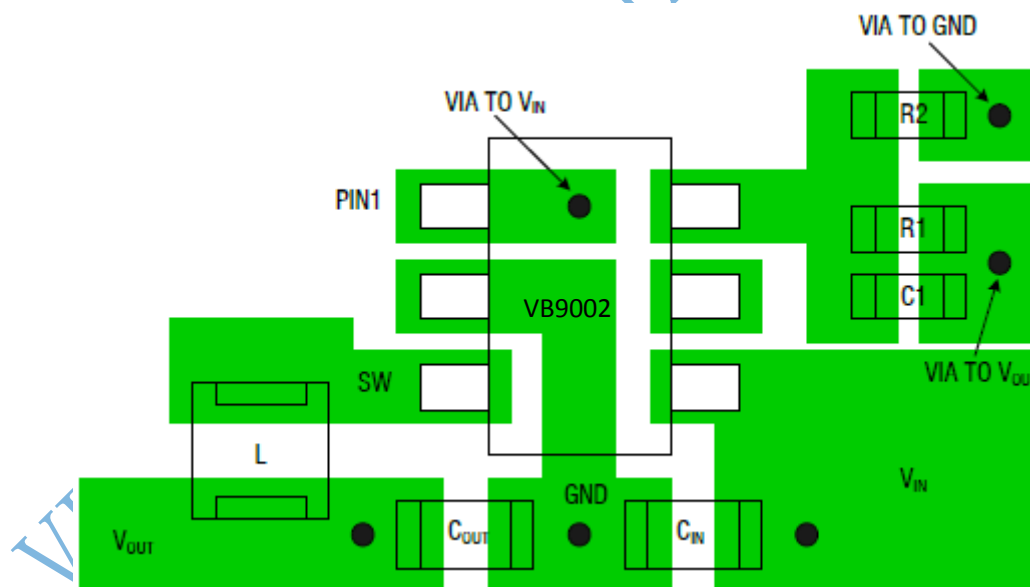 VIA TO GND
VIA TO VIN
R2
PIN1
R1
C1
VB9002
VIA TO VOU
SW
L
VIN
GND
VOUT
COUT
CIN